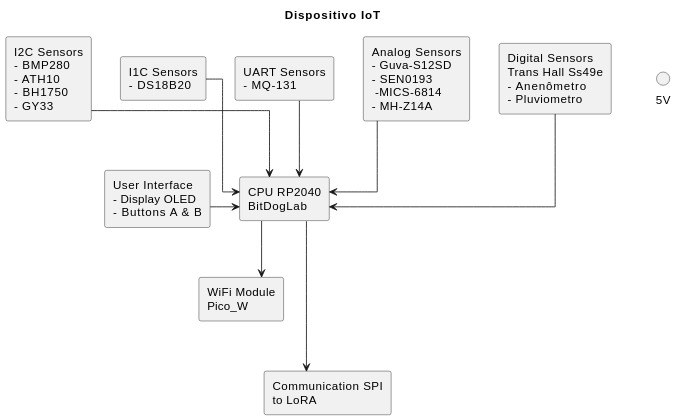 Dispositivo IoT
I2C Sensors
- BMP280
- ATH10
- BH1750
- GY33
I1C Sensors
- DS18B20
UART Sensors
- MQ-131
Analog Sensors
- Guva-S12SD
- SEN0193
-MICS-6814
- MH-Z14A
Digital Sensors
Trans Hall Ss49e
- Anenômetro
- Pluviometro
5V
User Interface
- Display OLED
- Buttons A & B
CPU RP2040
BitDogLab
WiFi Module
Pico_W
Communication SPI
to LoRA